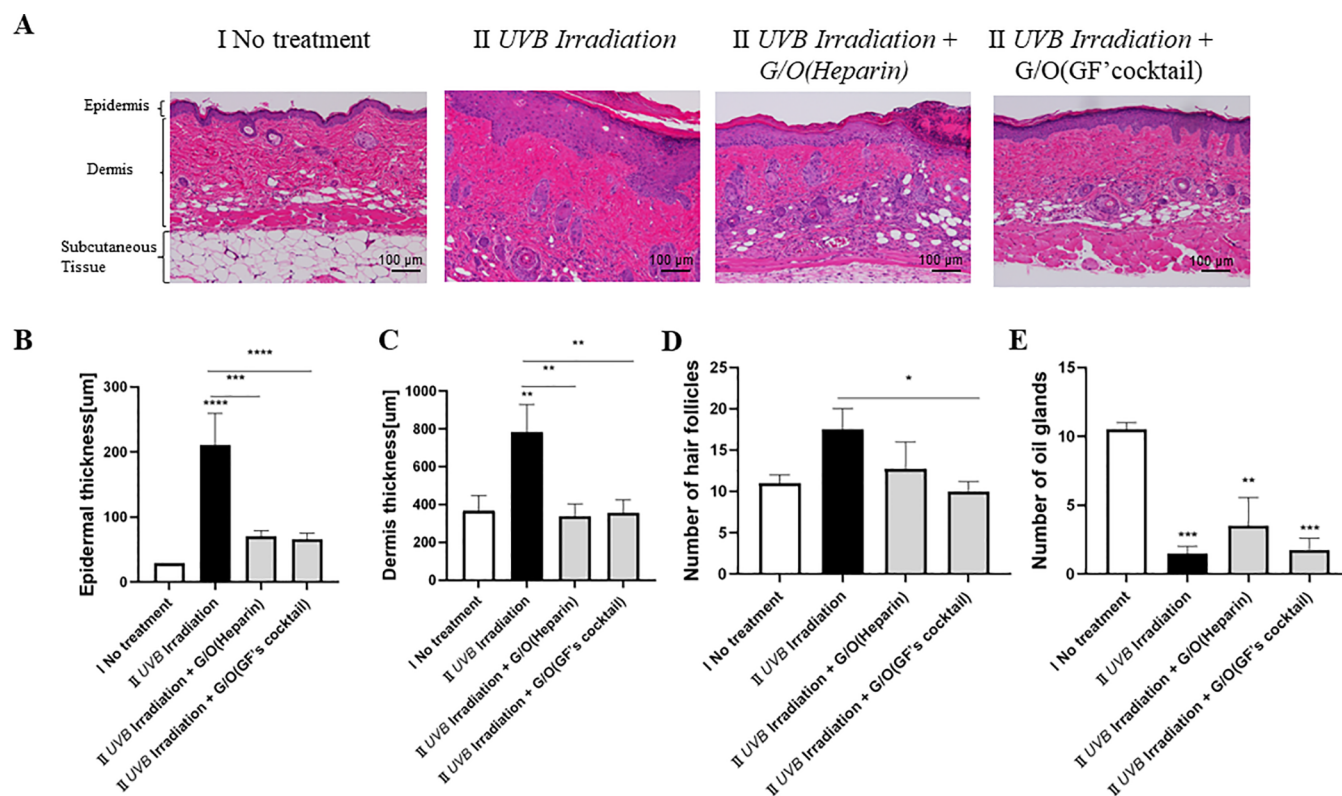 A
I No treatment
II UVB Irradiation
II UVB Irradiation +
G/O(Heparin)
II UVB Irradiation +
G/O(GF’cocktail)
Epidermis
Dermis
Subcutaneous
Tissue
100 µm
100 µm
100 µm
100 µm
B
Epidermal thickness[um]
300
200
100
0
****
***
****
I No treatment
II UVB Irradiation
II UVB Irradiation + G/O(Heparin)
II UVB Irradiation + G/O(GF's cocktail)
C
Dermis thickness[um]
1000
800
600
400
200
0
**
**
**
I No treatment
II UVB Irradiation
II UVB Irradiation + G/O(Heparin)
II UVB Irradiation + G/O(GF's cocktail)
D
Number of hair follicles
25
20
15
10
5
0
*
I No treatment
II UVB Irradiation
II UVB Irradiation + G/O(Heparin)
II UVB Irradiation + G/O(GF's cocktail)
E
Number of oil glands
15
10
5
0
***
**
***
I No treatment
II UVB Irradiation
II UVB Irradiation + G/O(Heparin)
II UVB Irradiation + G/O(GF's cocktail)